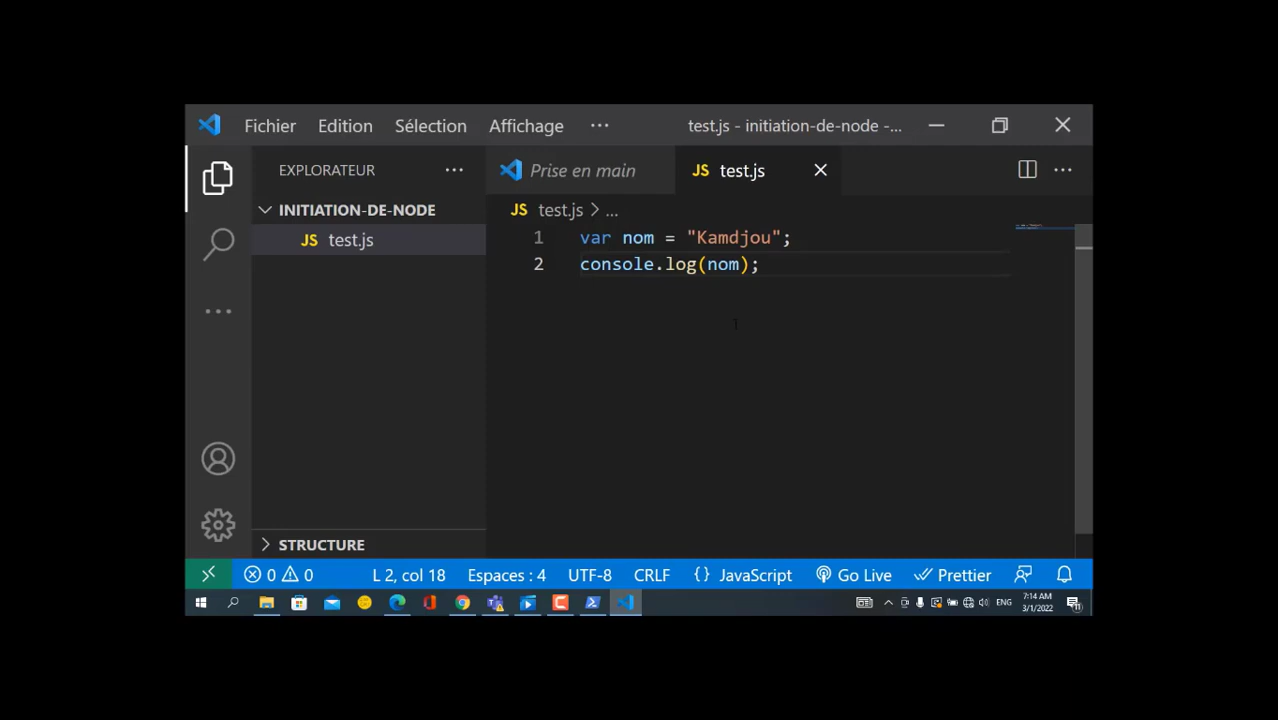 Fichier Edition Sélection Affichage ··· test.js - initiation-de-node -...
EXPLORATEUR ···
Prise en main
JS test.js
INITIATION-DE-NODE
JS test.js
JS test.js > ...
1 var nom = "Kamdjou";
2 console.log(nom);
STRUCTURE
0 0 L 2, col 18 Espaces : 4 UTF-8 CRLF {} JavaScript Go Live Prettier
ENG 7:14 AM
3/1/2022